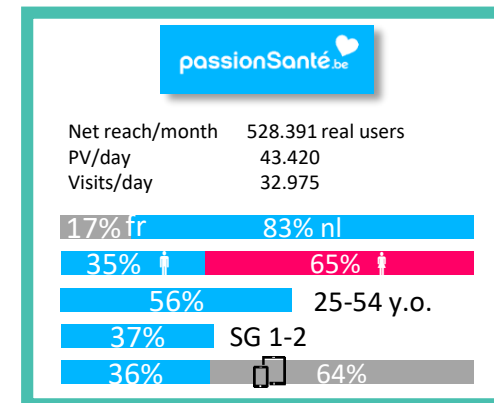 passionSanté.be
Net reach/month 528.391 real users
PV/day 43.420
Visits/day 32.975
17% fr 83% nl
35% 65%
56% 25-54 y.o.
37% SG 1-2
36% 64%